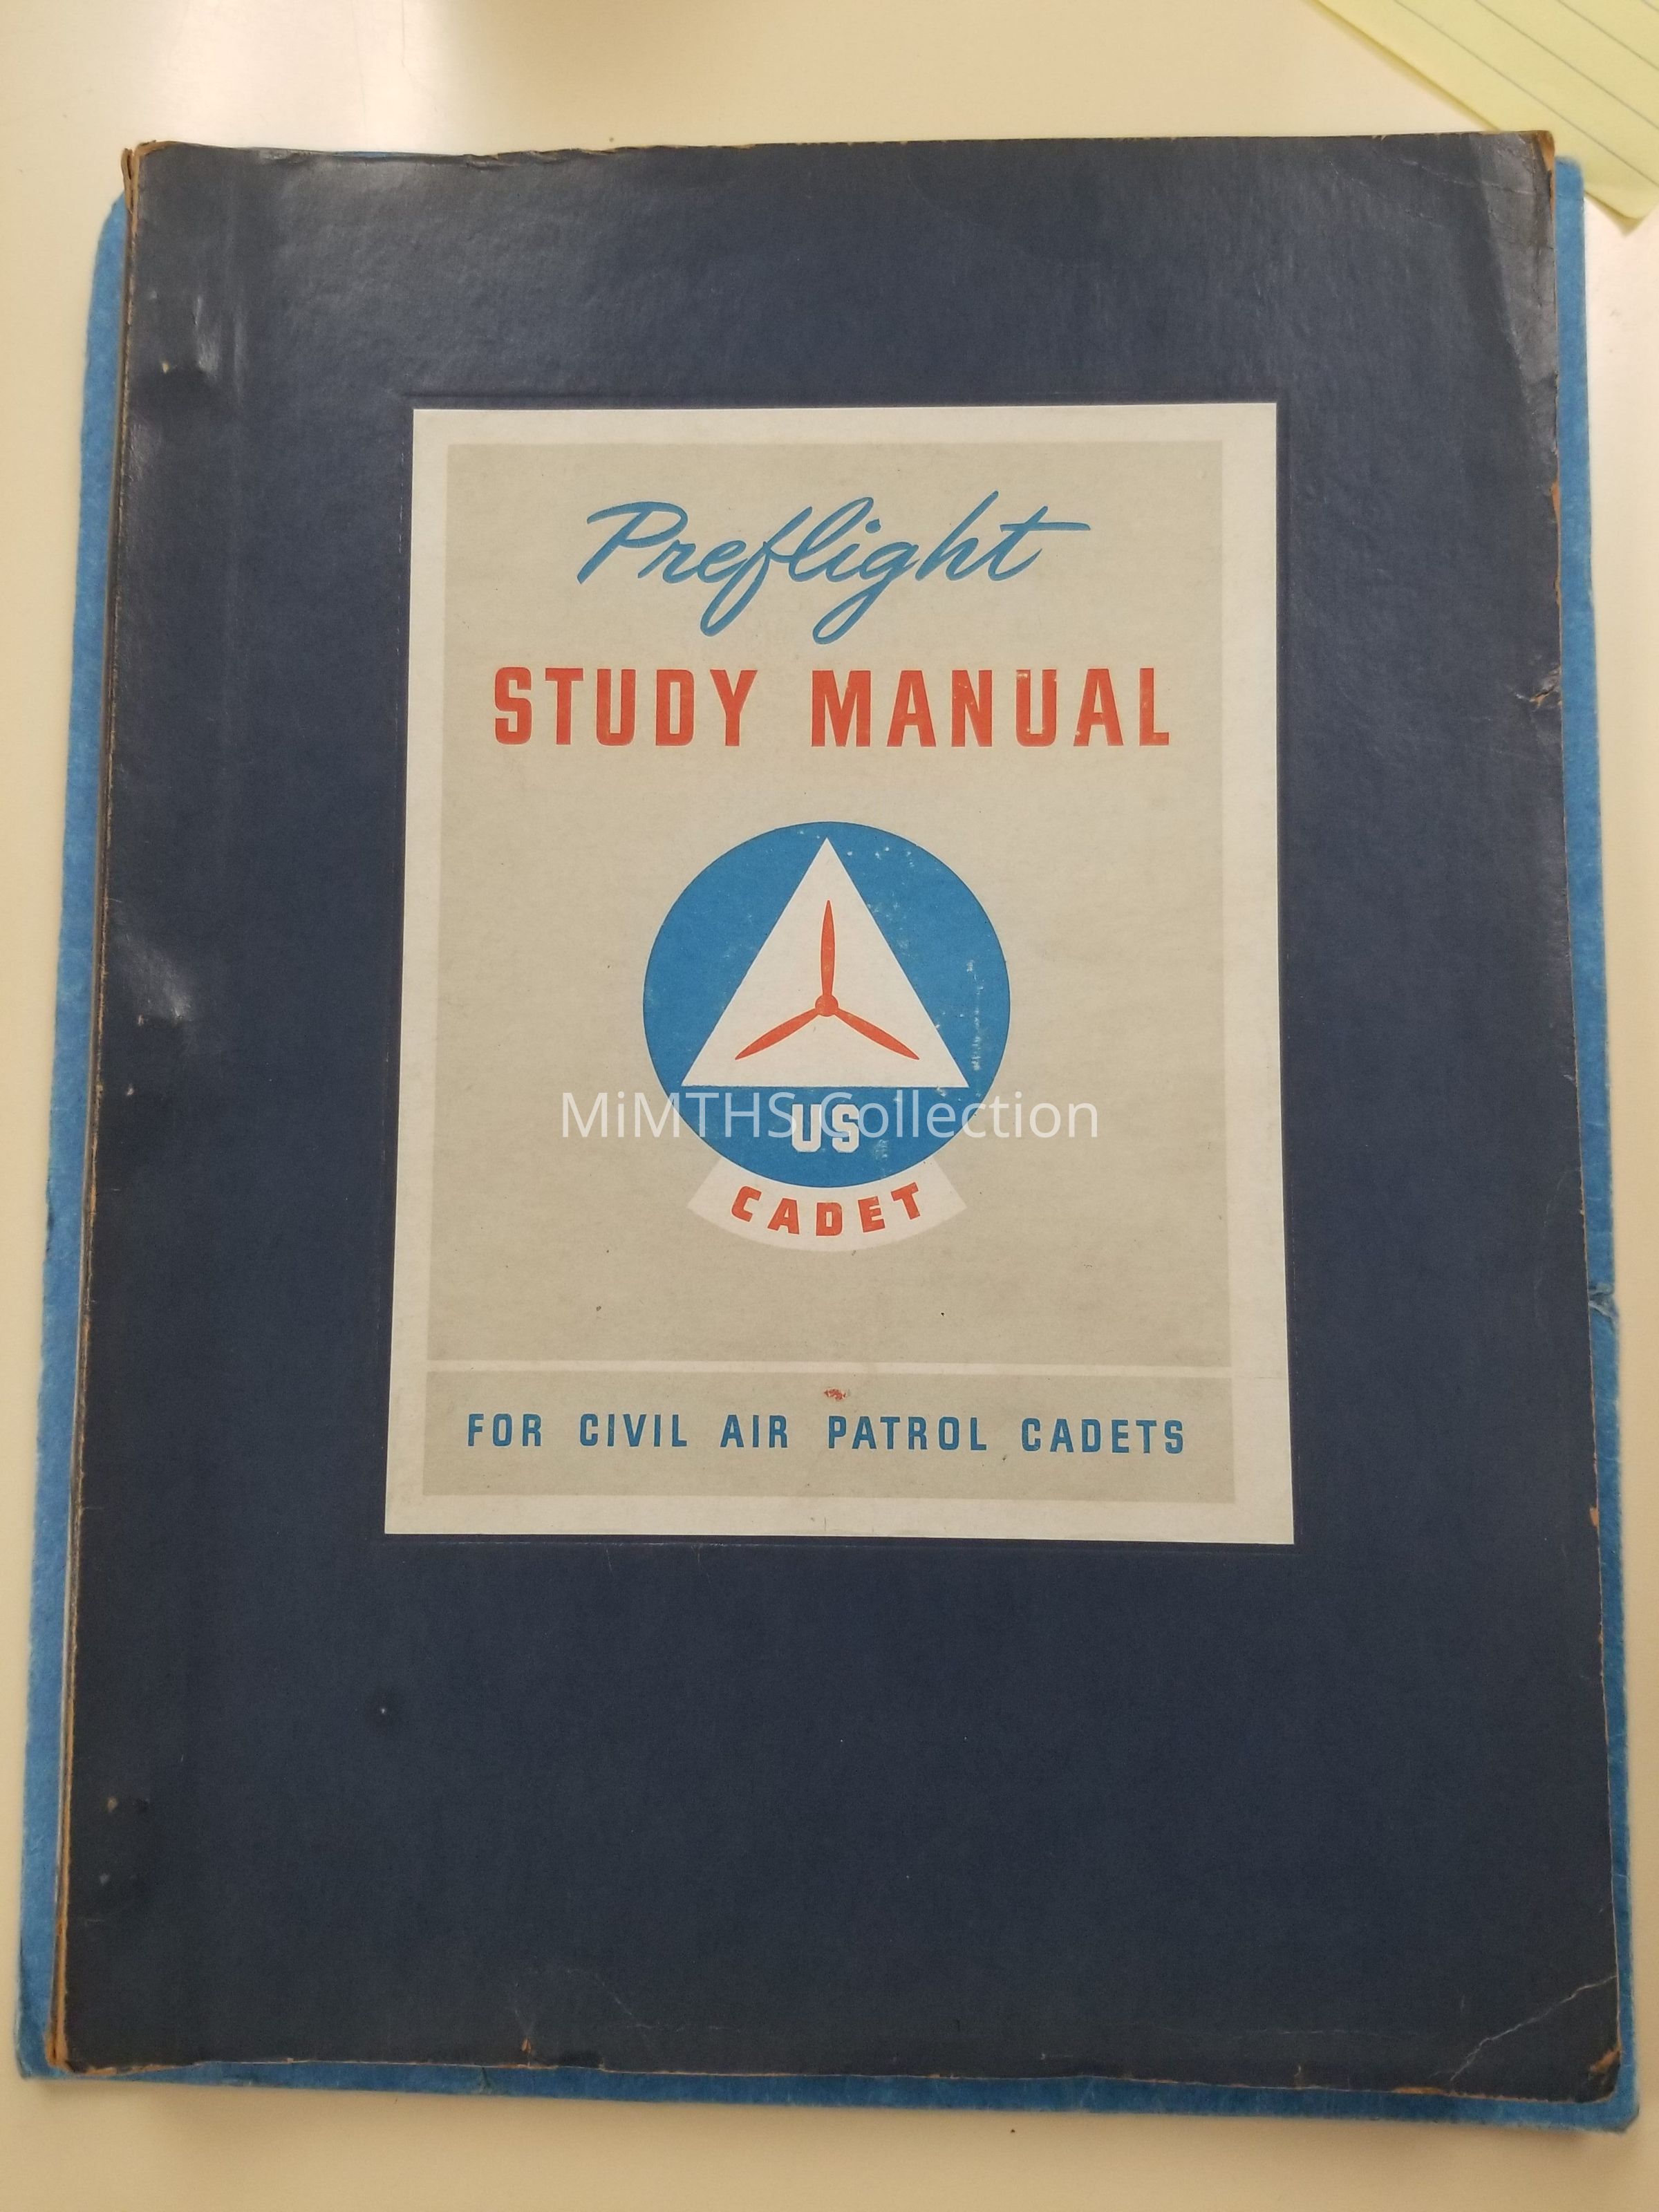 Preflight
STUDY MANUAL
US
MiMTHS Collection
CADET
FOR CIVIL AIR PATROL CADETS